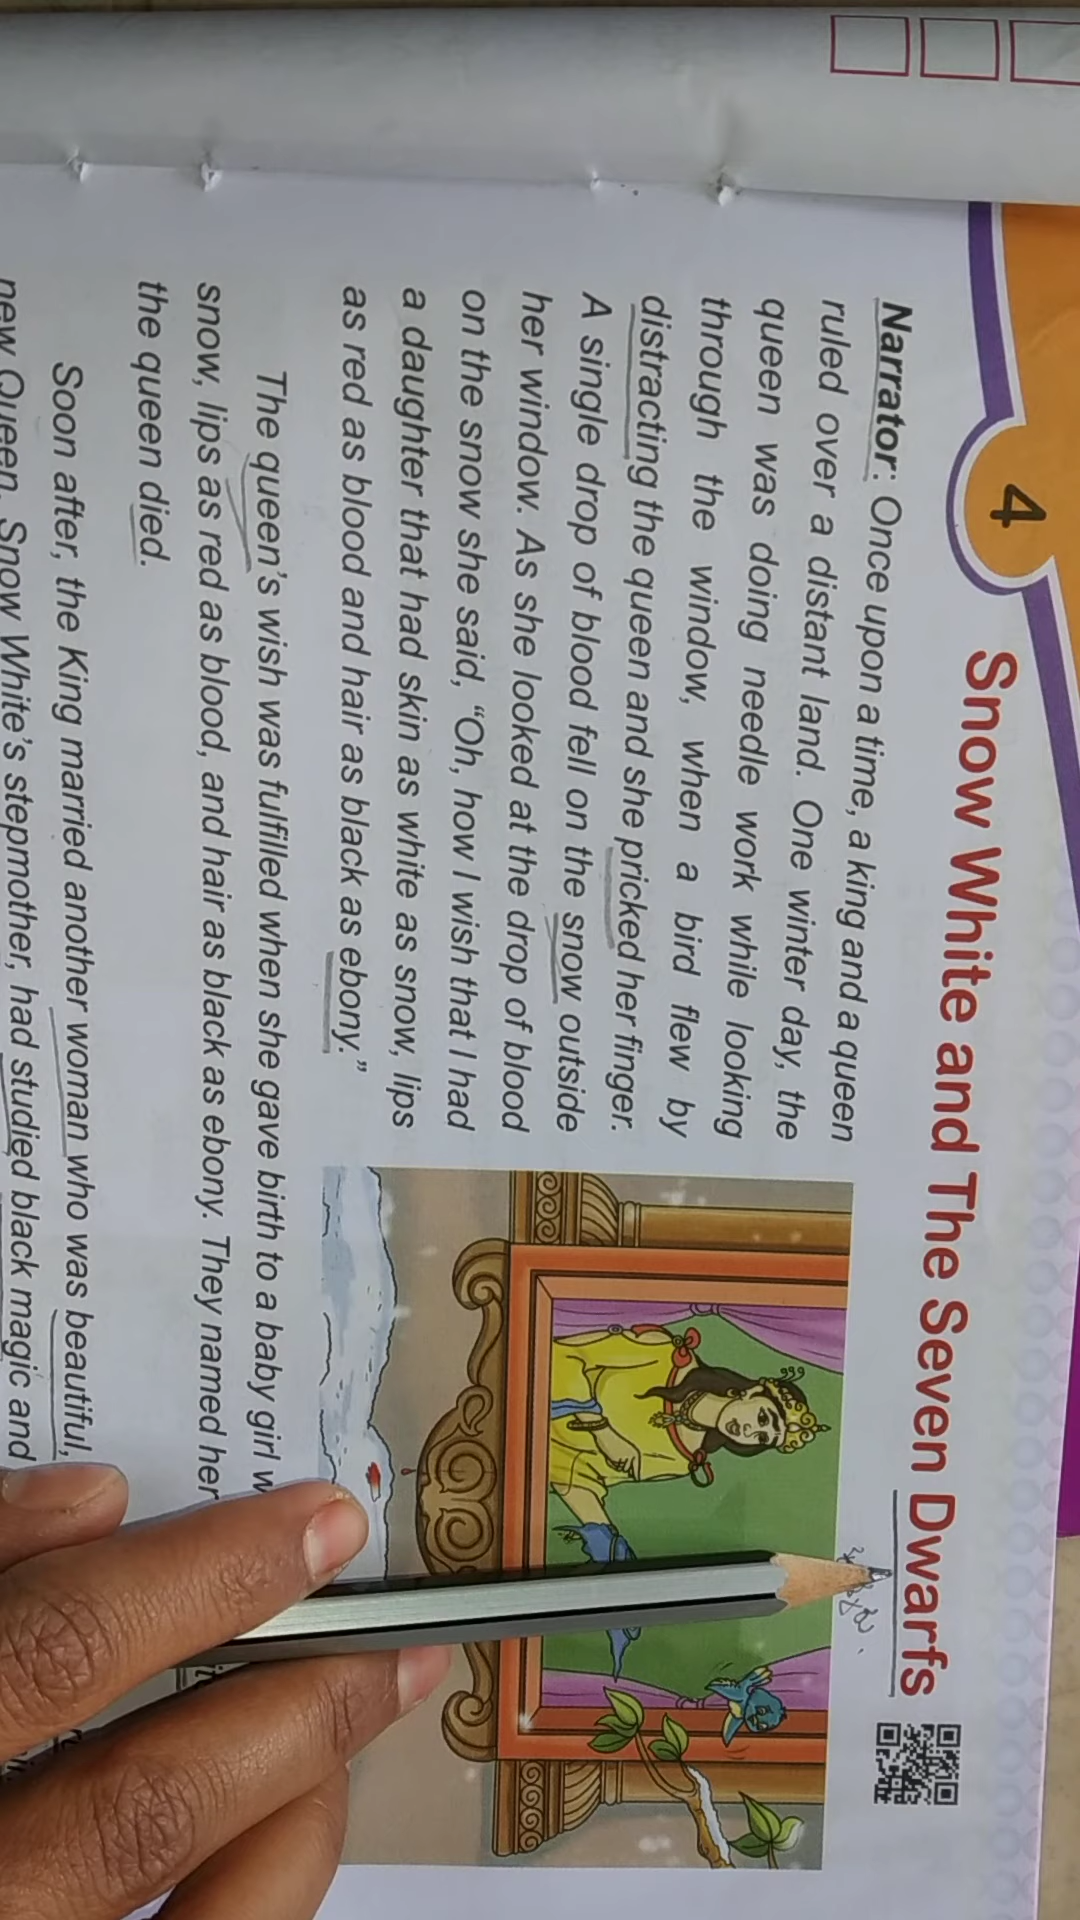 4
Snow White and The Seven Dwarfs
Narrator: Once upon a time, a king and a queen
ruled over a distant land. One winter day, the
queen was doing needle work while looking
through the window, when a bird flew by
distracting the queen and she pricked her finger.
A single drop of blood fell on the snow outside
her window. As she looked at the drop of blood
on the snow she said, “Oh, how I wish that I had
a daughter that had skin as white as snow, lips
as red as blood and hair as black as ebony.”
The queen’s wish was fulfilled when she gave birth to a baby girl
snow, lips as red as blood, and hair as black as ebony. They named her
the queen died.
Soon after, the King married another woman who was beautiful,
new Queen, Snow White’s stepmother, had studied black magic and